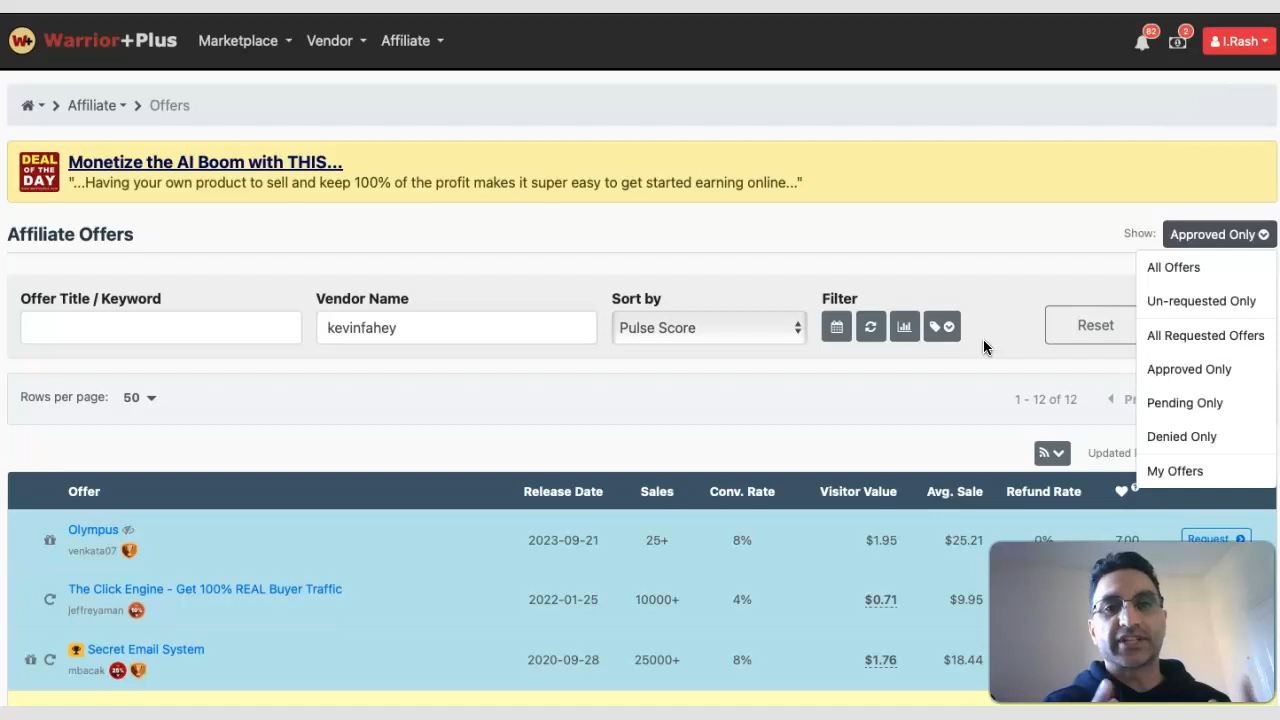 W+ Warrior+Plus Marketplace Vendor Affiliate 82 2 I.Rash
Affiliate Offers
DEAL OF THE DAY
Monetize the AI Boom with THIS...
"...Having your own product to sell and keep 100% of the profit makes it super easy to get started earning online..."
Affiliate Offers Show: Approved Only
All Offers
Un-requested Only
All Requested Offers
Approved Only
Pending Only
Denied Only
My Offers
Offer Title / Keyword Vendor Name Sort by Filter
kevinfahey Pulse Score Reset
Rows per page: 50 1 - 12 of 12
Updated
Offer Release Date Sales Conv. Rate Visitor Value Avg. Sale Refund Rate
Olympus 2023-09-21 25+ 8% $1.95 $25.21 0% 7.00 Request
venkata07
The Click Engine - Get 100% REAL Buyer Traffic 2022-01-25 10000+ 4% $0.71 $9.95
jeffreyaman
Secret Email System 2020-09-28 25000+ 8% $1.76 $18.44
mbacak